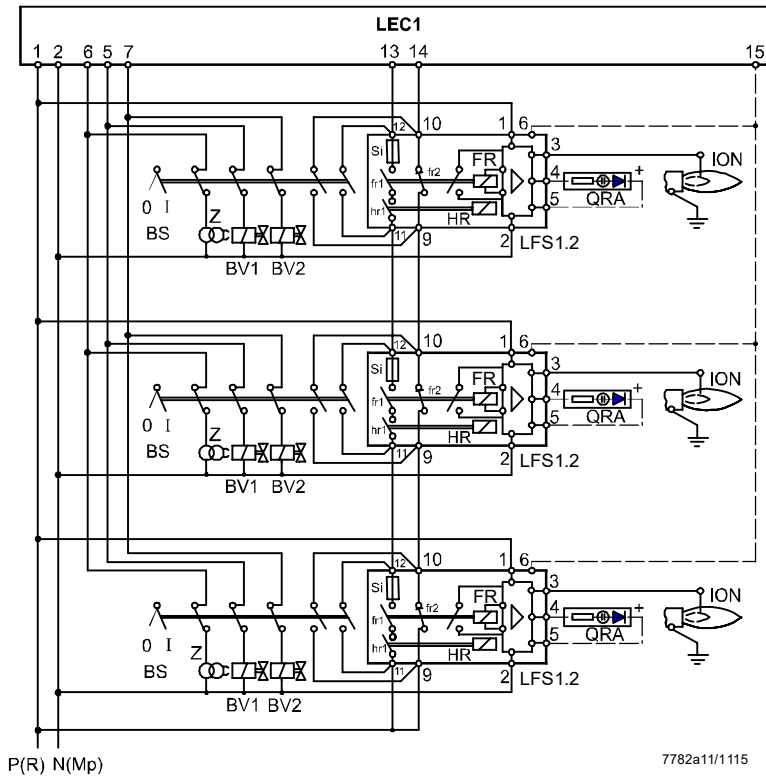 LEC1
1 2 6 5 7 13 14 15
12 10 1 6
Si fr2 FR 3 ION
fr1 4 +
0 I hr1 HR 5 QRA
BS Z 11 9 2 LFS1.2
BV1 BV2
12 10 1 6
Si fr2 FR 3 ION
fr1 4 +
0 I hr1 HR 5 QRA
BS Z 11 9 2 LFS1.2
BV1 BV2
12 10 1 6
Si fr2 FR 3 ION
fr1 4 +
0 I hr1 HR 5 QRA
BS Z 11 9 2 LFS1.2
BV1 BV2
P(R) N(Mp)
7782a11/1115